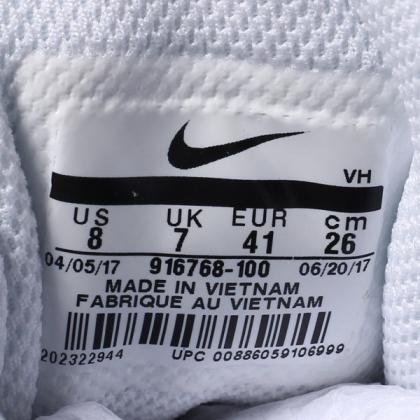 VH
US UK EUR cm
8 7 41 26
04/05/17 916768-100 06/20/17
MADE IN VIETNAM
FABRIQUE AU VIETNAM
202322944 UPC 00886059106999